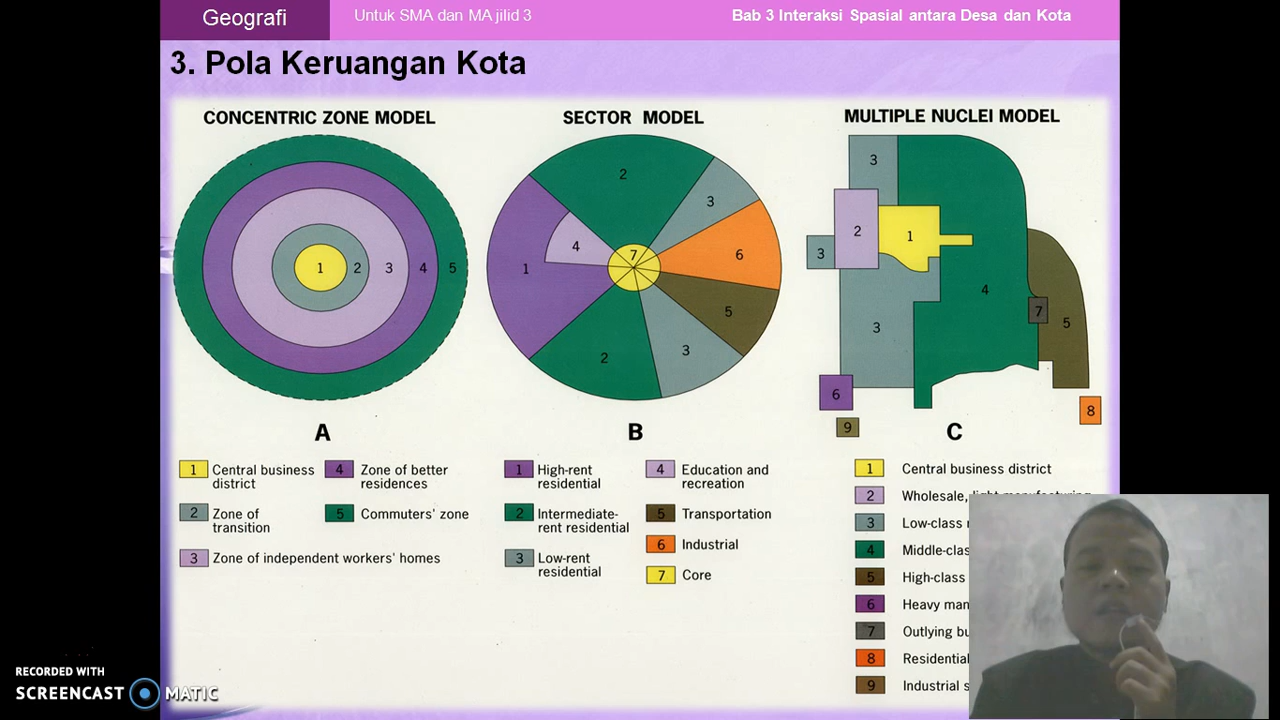 Geografi
Untuk SMA dan MA jilid 3
Bab 3 Interaksi Spasial antara Desa dan Kota
3. Pola Keruangan Kota
CONCENTRIC ZONE MODEL
1
2
3
4
5
A
1 Central business
district
2 Zone of
transition
3 Zone of independent workers' homes
4 Zone of better
residences
5 Commuters' zone
SECTOR MODEL
2
3
4
7
6
1
5
2
3
B
1 High-rent
residential
2 Intermediate-
rent residential
3 Low-rent
residential
4 Education and
recreation
5 Transportation
6 Industrial
7 Core
MULTIPLE NUCLEI MODEL
3
2
1
3
4
7
5
3
6
8
9
C
1 Central business district
2 Wholesale, light manufacturing
3 Low-class
4
5 High-class
6 Heavy
7 Outlying
8 Residential
9 Industrial
RECORDED WITH
SCREENCAST MATIC